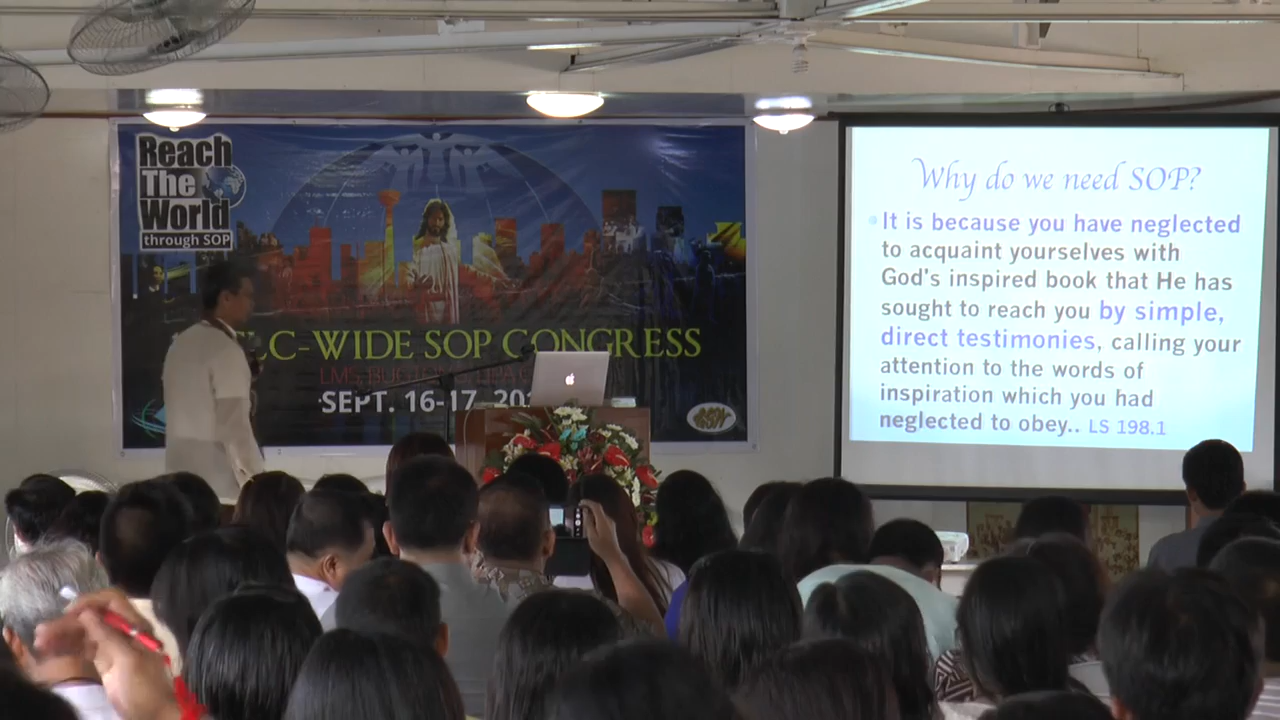 Reach
The
World
through SOP
LC-WIDE SOP CONGRESS
SEPT. 16-17, 20
Why do we need SOP?
It is because you have neglected
to acquaint yourselves with
God's inspired book that He has
sought to reach you by simple,
direct testimonies, calling your
attention to the words of
inspiration which you had
neglected to obey.. LS 198.1